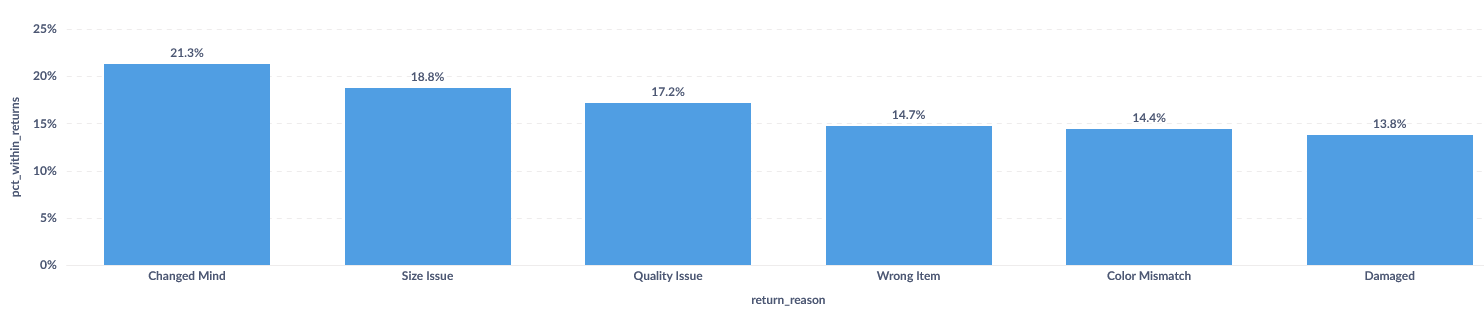 25%
21.3%
20%
18.8%
17.2%
15%
14.7%
14.4%
13.8%
10%
5%
0%
pct_within_returns
Changed Mind
Size Issue
Quality Issue
Wrong Item
Color Mismatch
Damaged
return_reason